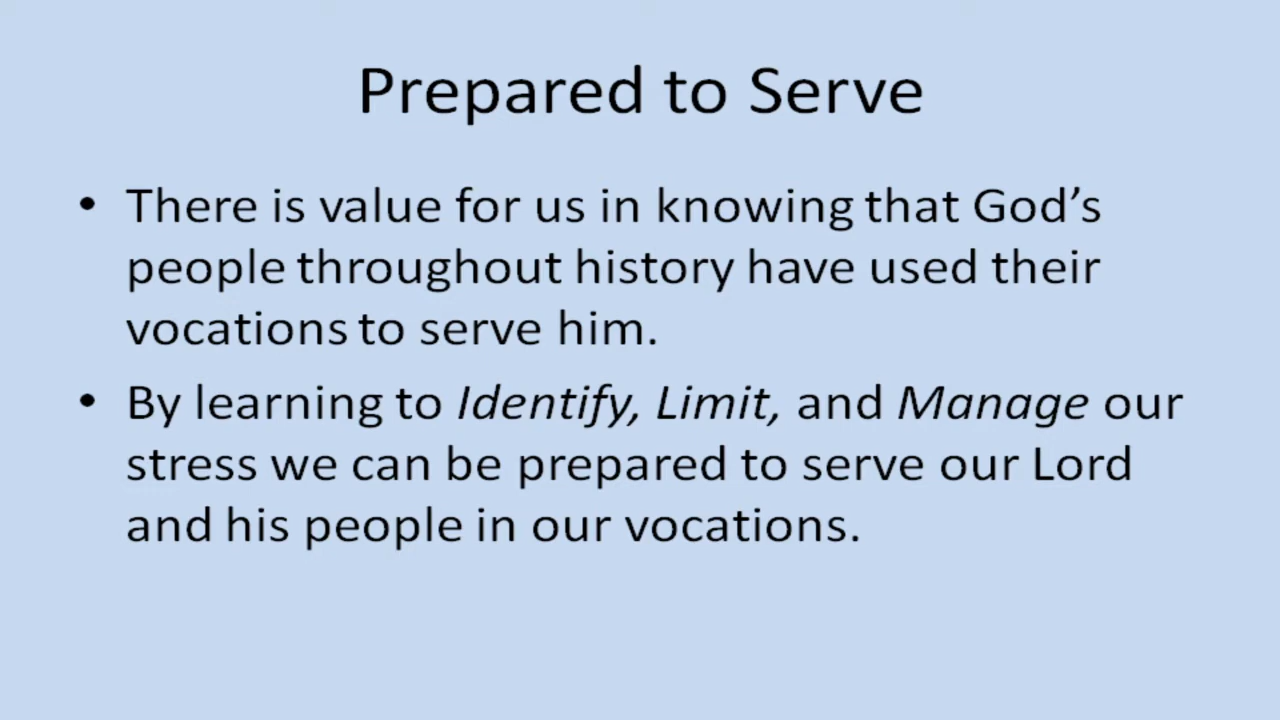 Prepared to Serve
• There is value for us in knowing that God’s
people throughout history have used their
vocations to serve him.
• By learning to Identify, Limit, and Manage our
stress we can be prepared to serve our Lord
and his people in our vocations.